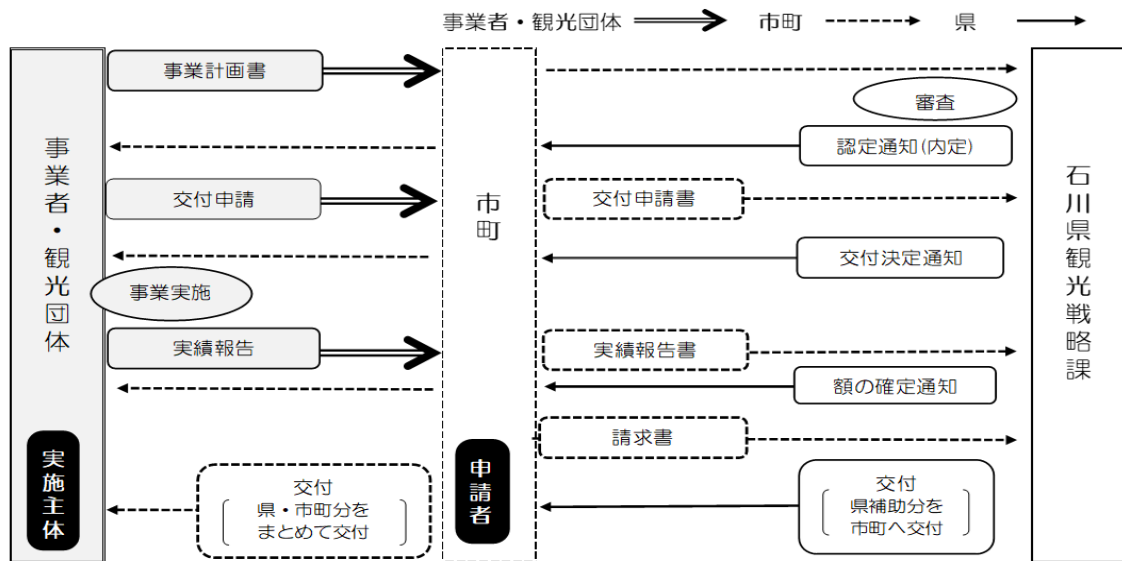 事業者・観光団体
市町
県
事業計画書
審査
認定通知(内定)
事業者・観光団体
市町
石川県観光戦略課
交付申請
交付申請書
交付決定通知
事業実施
実績報告
実績報告書
額の確定通知
請求書
実施主体
申請者
交付
県・市町分を
まとめて交付
交付
県補助分を
市町へ交付